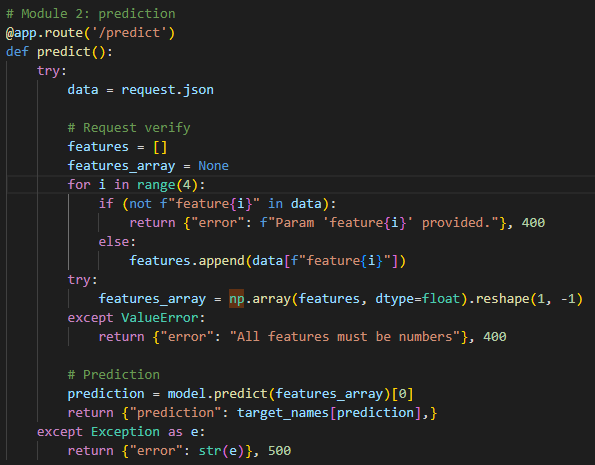 # Module 2: prediction
@app.route('/predict')
def predict():
    try:
        data = request.json

        # Request verify
        features = []
        features_array = None
        for i in range(4):
            if (not f"feature{i}" in data):
                return {"error": f"Param 'feature{i}' provided."}, 400
            else:
                features.append(data[f"feature{i}"])
        try:
            features_array = np.array(features, dtype=float).reshape(1, -1)
        except ValueError:
            return {"error": "All features must be numbers"}, 400

        # Prediction
        prediction = model.predict(features_array)[0]
        return {"prediction": target_names[prediction],}
    except Exception as e:
        return {"error": str(e)}, 500